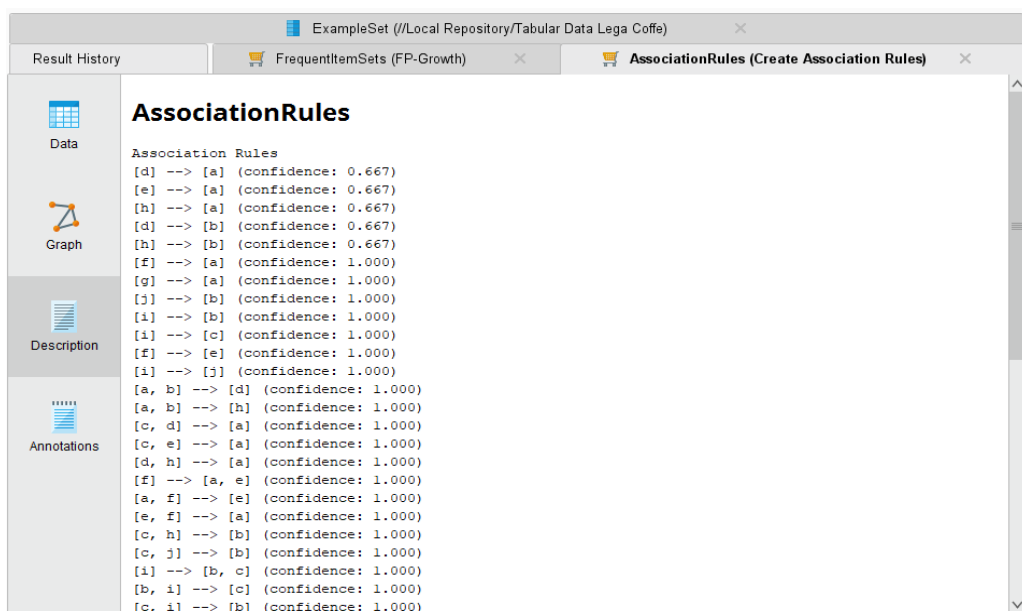 ExampleSet (//Local Repository/Tabular Data Lega Coffe)
Result History
FrequentItemSets (FP-Growth)
AssociationRules (Create Association Rules)
Data
Graph
Description
Annotations
AssociationRules
Association Rules
[d] --> [a] (confidence: 0.667)
[e] --> [a] (confidence: 0.667)
[h] --> [a] (confidence: 0.667)
[d] --> [b] (confidence: 0.667)
[h] --> [b] (confidence: 0.667)
[f] --> [a] (confidence: 1.000)
[g] --> [a] (confidence: 1.000)
[j] --> [b] (confidence: 1.000)
[i] --> [b] (confidence: 1.000)
[i] --> [c] (confidence: 1.000)
[f] --> [e] (confidence: 1.000)
[i] --> [j] (confidence: 1.000)
[a, b] --> [d] (confidence: 1.000)
[a, b] --> [h] (confidence: 1.000)
[c, d] --> [a] (confidence: 1.000)
[c, e] --> [a] (confidence: 1.000)
[d, h] --> [a] (confidence: 1.000)
[f] --> [a, e] (confidence: 1.000)
[a, f] --> [e] (confidence: 1.000)
[e, f] --> [a] (confidence: 1.000)
[c, h] --> [b] (confidence: 1.000)
[c, j] --> [b] (confidence: 1.000)
[i] --> [b, c] (confidence: 1.000)
[b, i] --> [c] (confidence: 1.000)
[c, i] --> [b] (confidence: 1.000)